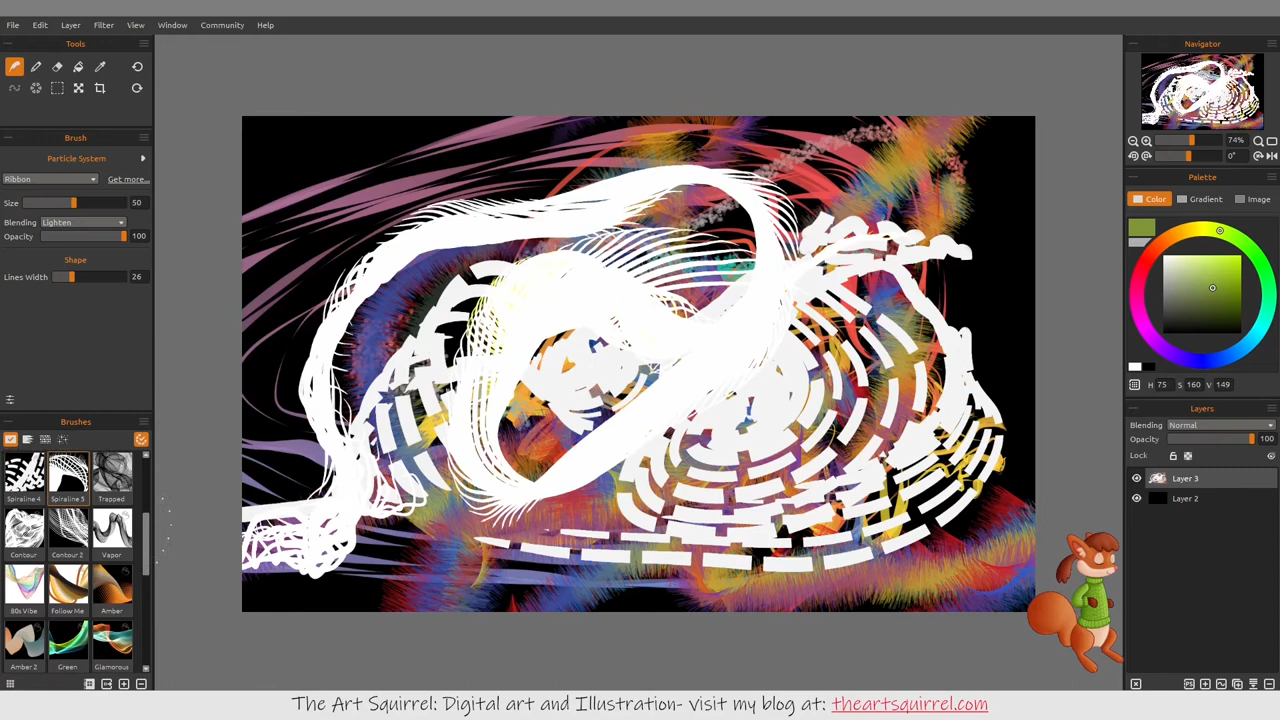 File Edit Layer Filter View Window Community Help
Tools
Brush
Particle System
Ribbon Get more...
Size 50
Blending Lighten
Opacity 100
Shape
Lines Width 26
Brushes
Spiraline 4 Spiraline 5 Trapped
Contour Contour 2 Vapor
80s Vibe Follow Me Amber
Amber 2 Green Glamorous
Navigator
74%
0°
Palette
Color Gradient Image
H 75 S 160 V 149
Layers
Blending Normal
Opacity 100
Lock
Layer 3
Layer 2
PS
The Art Squirrel: Digital art and Illustration- visit my blog at: theartsquirrel.com